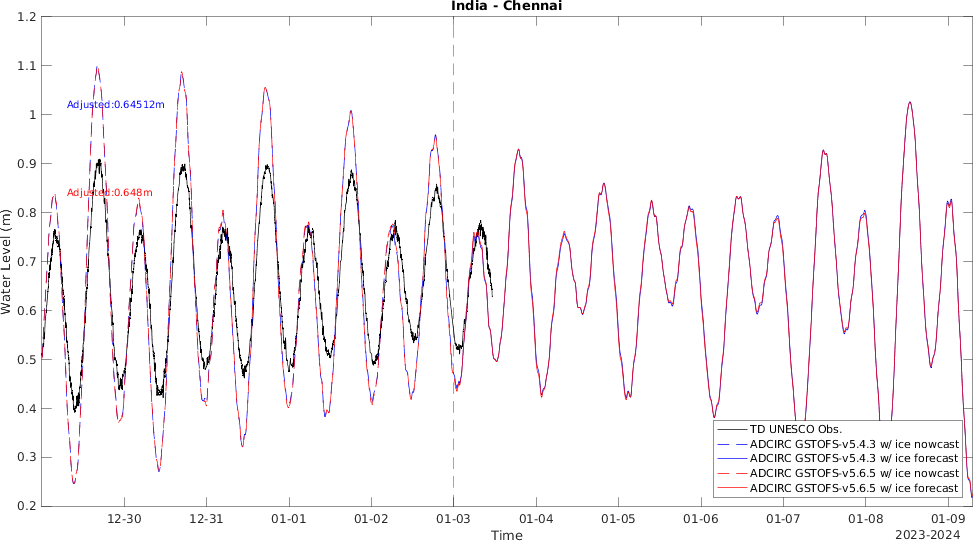 India - Chennai
Water Level (m)
1.2
1.1
1
0.9
0.8
0.7
0.6
0.5
0.4
0.3
0.2
Adjusted:0.64512m
Adjusted:0.648m
TD UNESCO Obs.
ADCIRC GSTOFS-v5.4.3 w/ ice nowcast
ADCIRC GSTOFS-v5.4.3 w/ ice forecast
ADCIRC GSTOFS-v5.6.5 w/ ice nowcast
ADCIRC GSTOFS-v5.6.5 w/ ice forecast
12-30 12-31 01-01 01-02 01-03 01-04 01-05 01-06 01-07 01-08 01-09
Time
2023-2024